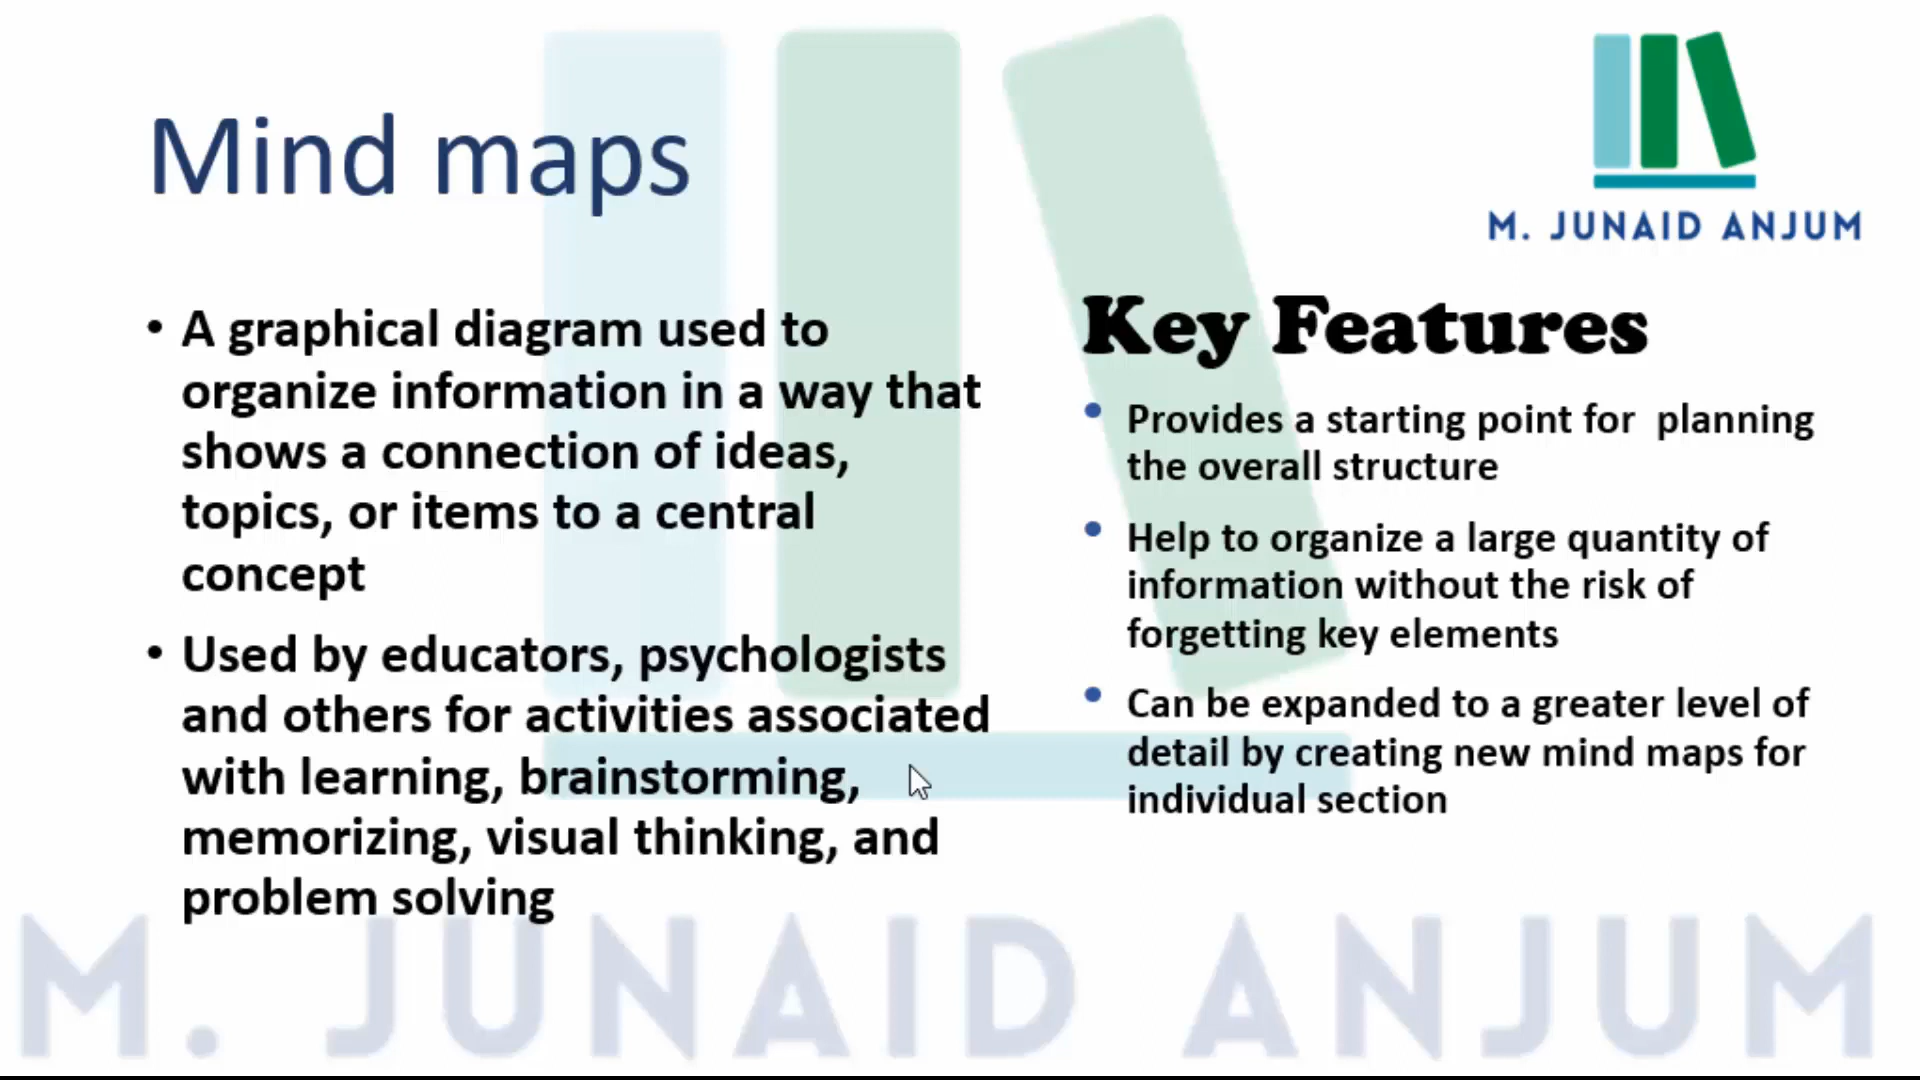 Mind maps
M. JUNAID ANJUM
• A graphical diagram used to
organize information in a way that
shows a connection of ideas,
topics, or items to a central
concept
• Used by educators, psychologists
and others for activities associated
with learning, brainstorming,
memorizing, visual thinking, and
problem solving
Key Features
• Provides a starting point for planning
the overall structure
• Help to organize a large quantity of
information without the risk of
forgetting key elements
• Can be expanded to a greater level of
detail by creating new mind maps for
individual section
M. JUNAID ANJUM